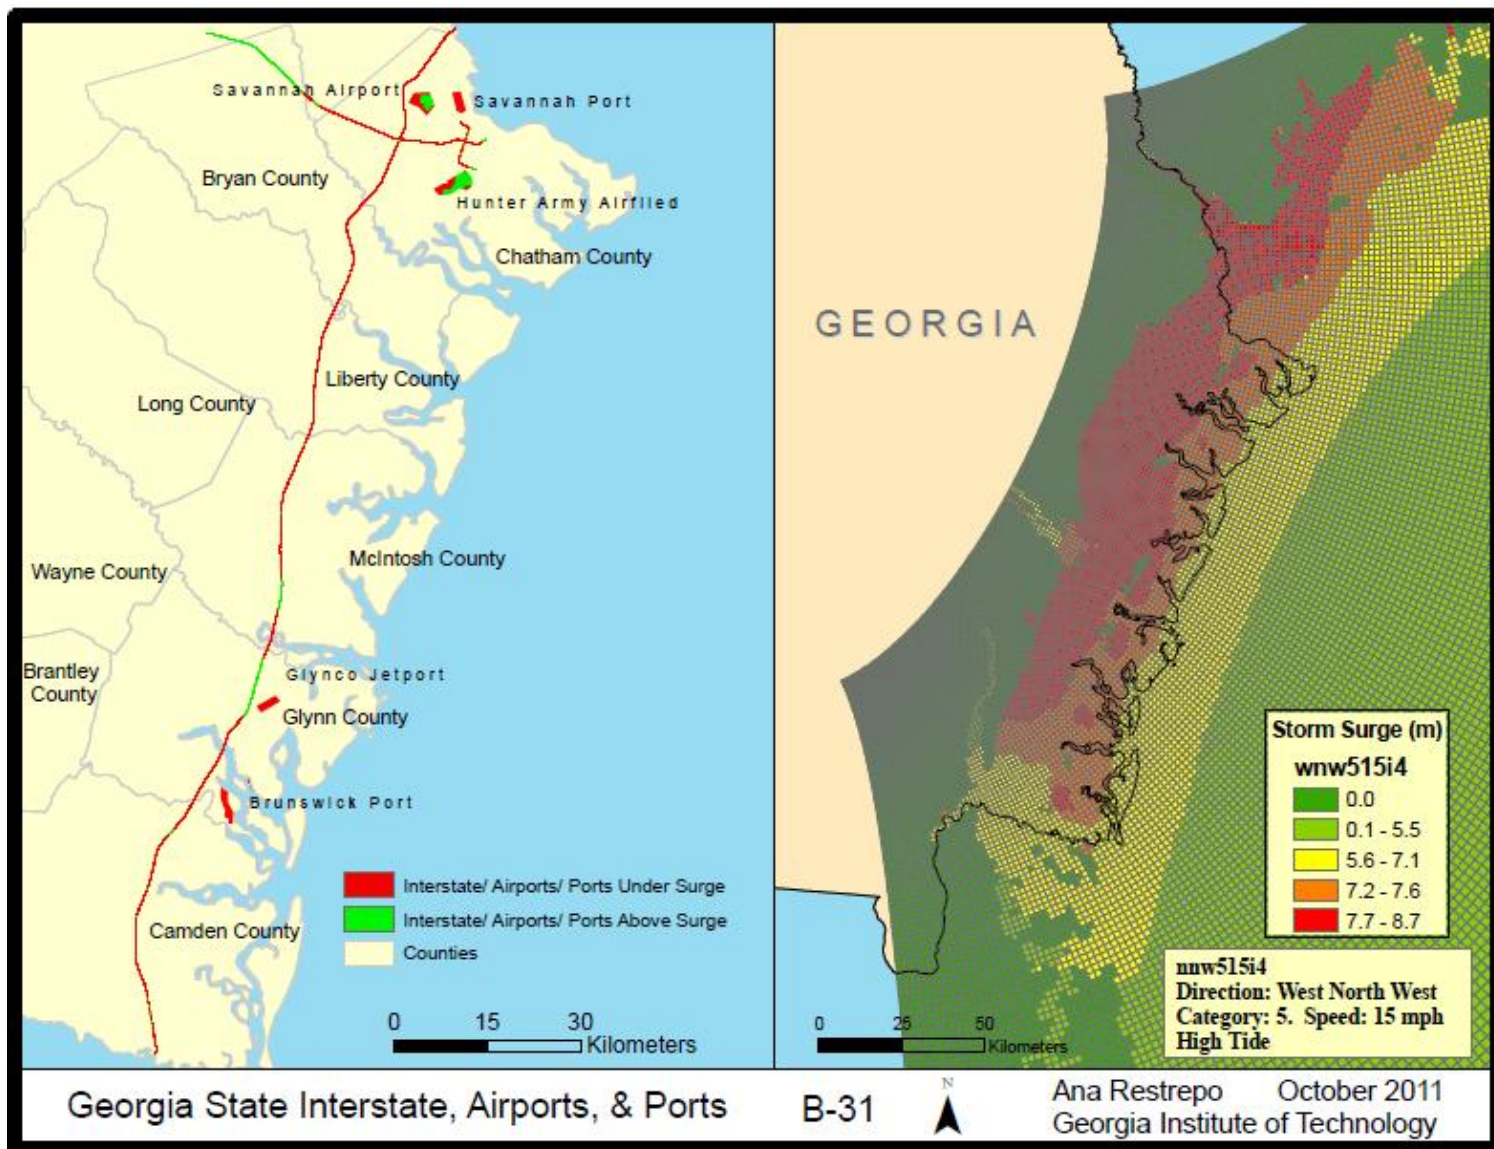 Savannah Airport
Savannah Port
Bryan County
Hunter Army Airfiled
Chatham County
Liberty County
Long County
McIntosh County
Wayne County
Brantley
County
Glynco Jetport
Glynn County
Brunswick Port
Camden County
Interstate/ Airports/ Ports Under Surge
Interstate/ Airports/ Ports Above Surge
Counties
0 15 30
Kilometers
GEORGIA
Storm Surge (m)
wnw515i4
0.0
0.1 - 5.5
5.6 - 7.1
7.2 - 7.6
7.7 - 8.7
nnw515i4
Direction: West North West
Category: 5. Speed: 15 mph
High Tide
0 25 50
Kilometers
Georgia State Interstate, Airports, & Ports
B-31
N
Ana Restrepo October 2011
Georgia Institute of Technology